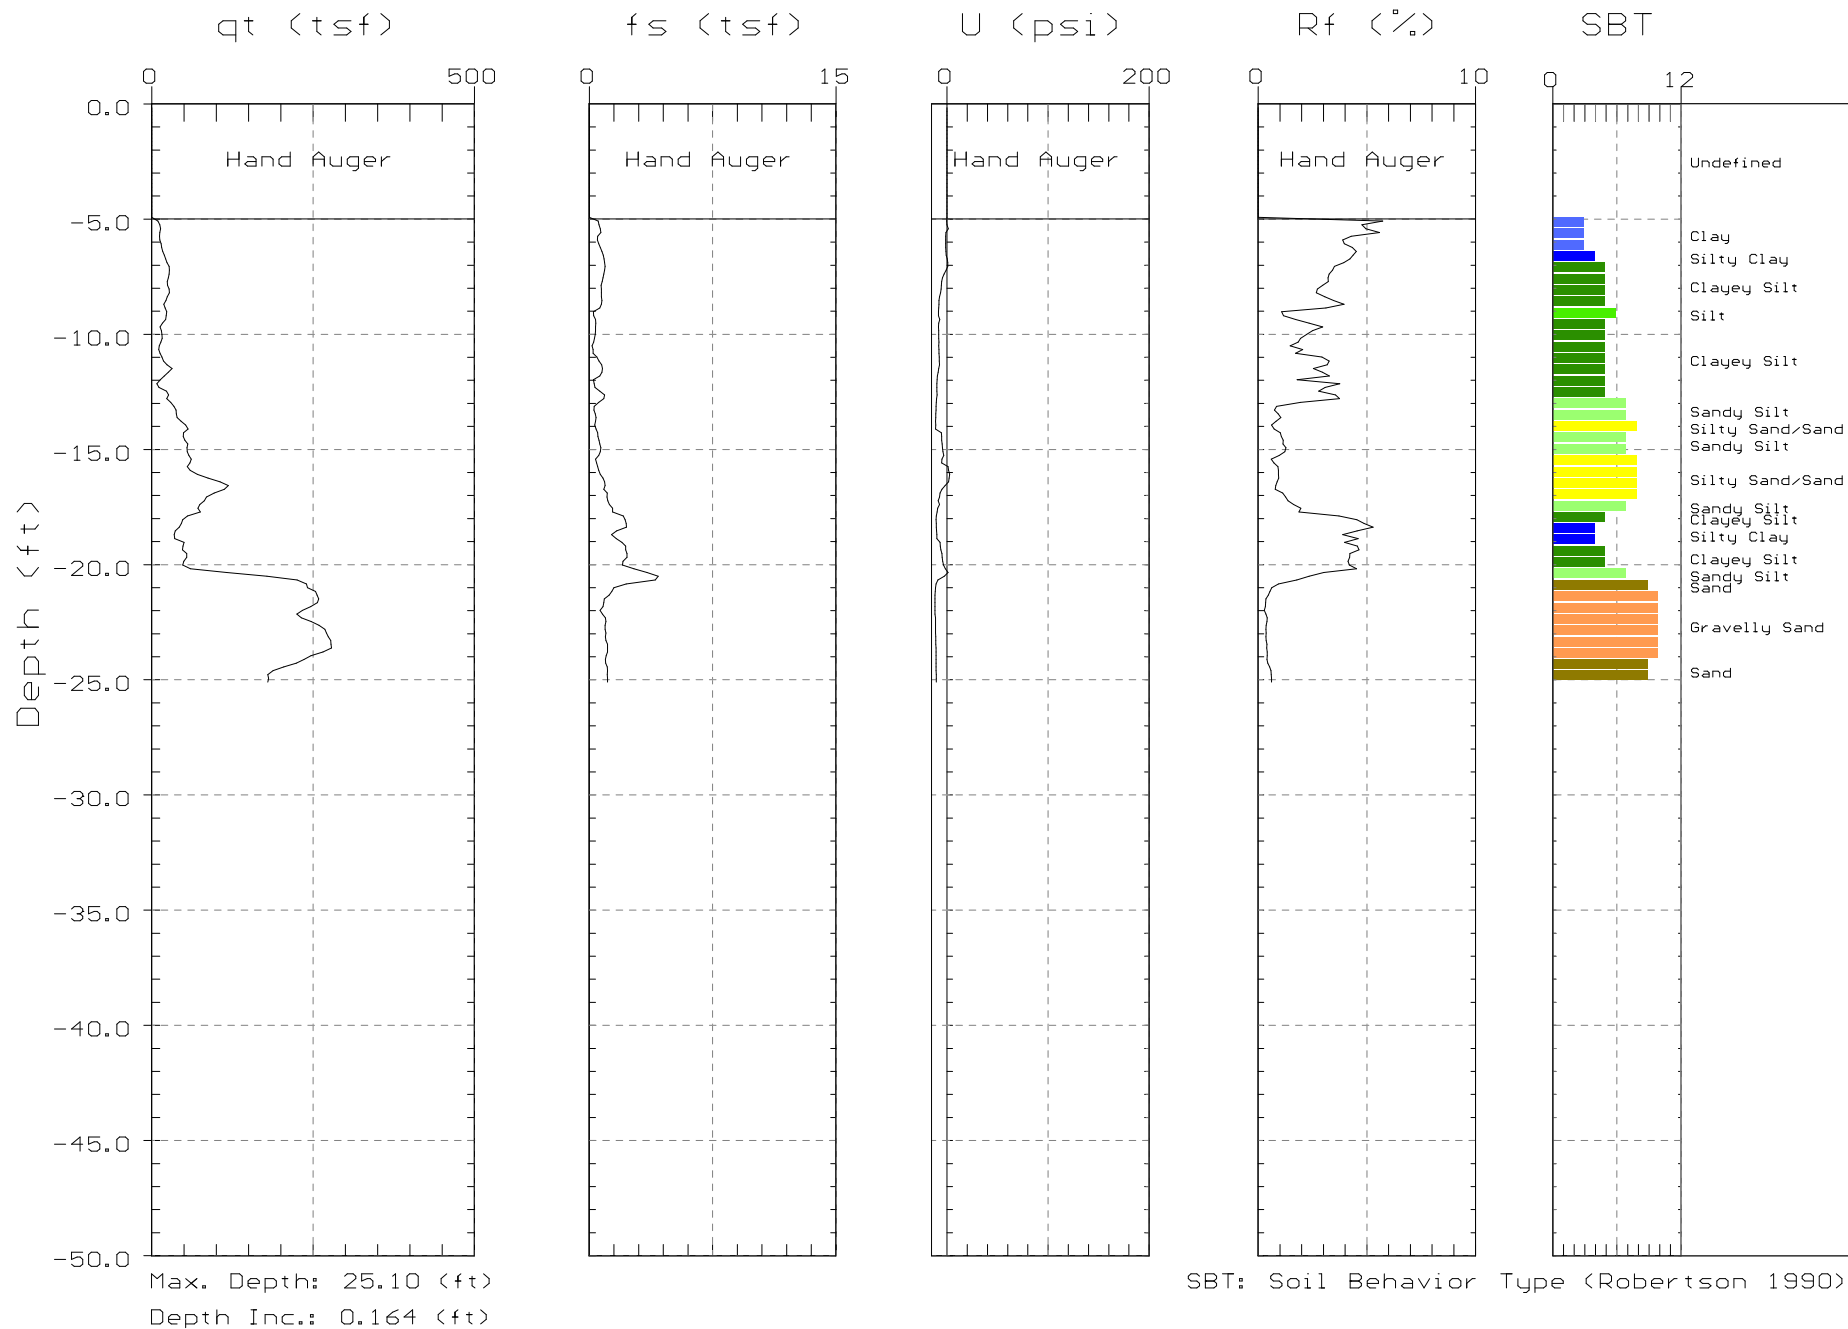 qt (tsf) fs (tsf) U (psi) Rf (%) SBT
0 500 0 15 0 200 0 10 0 12
0.0
Hand Auger Hand Auger Hand Auger Hand Auger
Undefined
-5.0
Clay
Silty Clay
Clayey Silt
Silt
-10.0
Clayey Silt
Sandy Silt
Silty Sand/Sand
Sandy Silt
-15.0
Silty Sand/Sand
Sandy Silt
Clayey Silt
Silty Clay
Clayey Silt
-20.0
Sandy Silt
Sand
Gravelly Sand
Sand
-25.0
Depth (ft)
-30.0
-35.0
-40.0
-45.0
-50.0
Max. Depth: 25.10 (ft)
SBT: Soil Behavior Type (Robertson 1990)
Depth Inc.: 0.164 (ft)